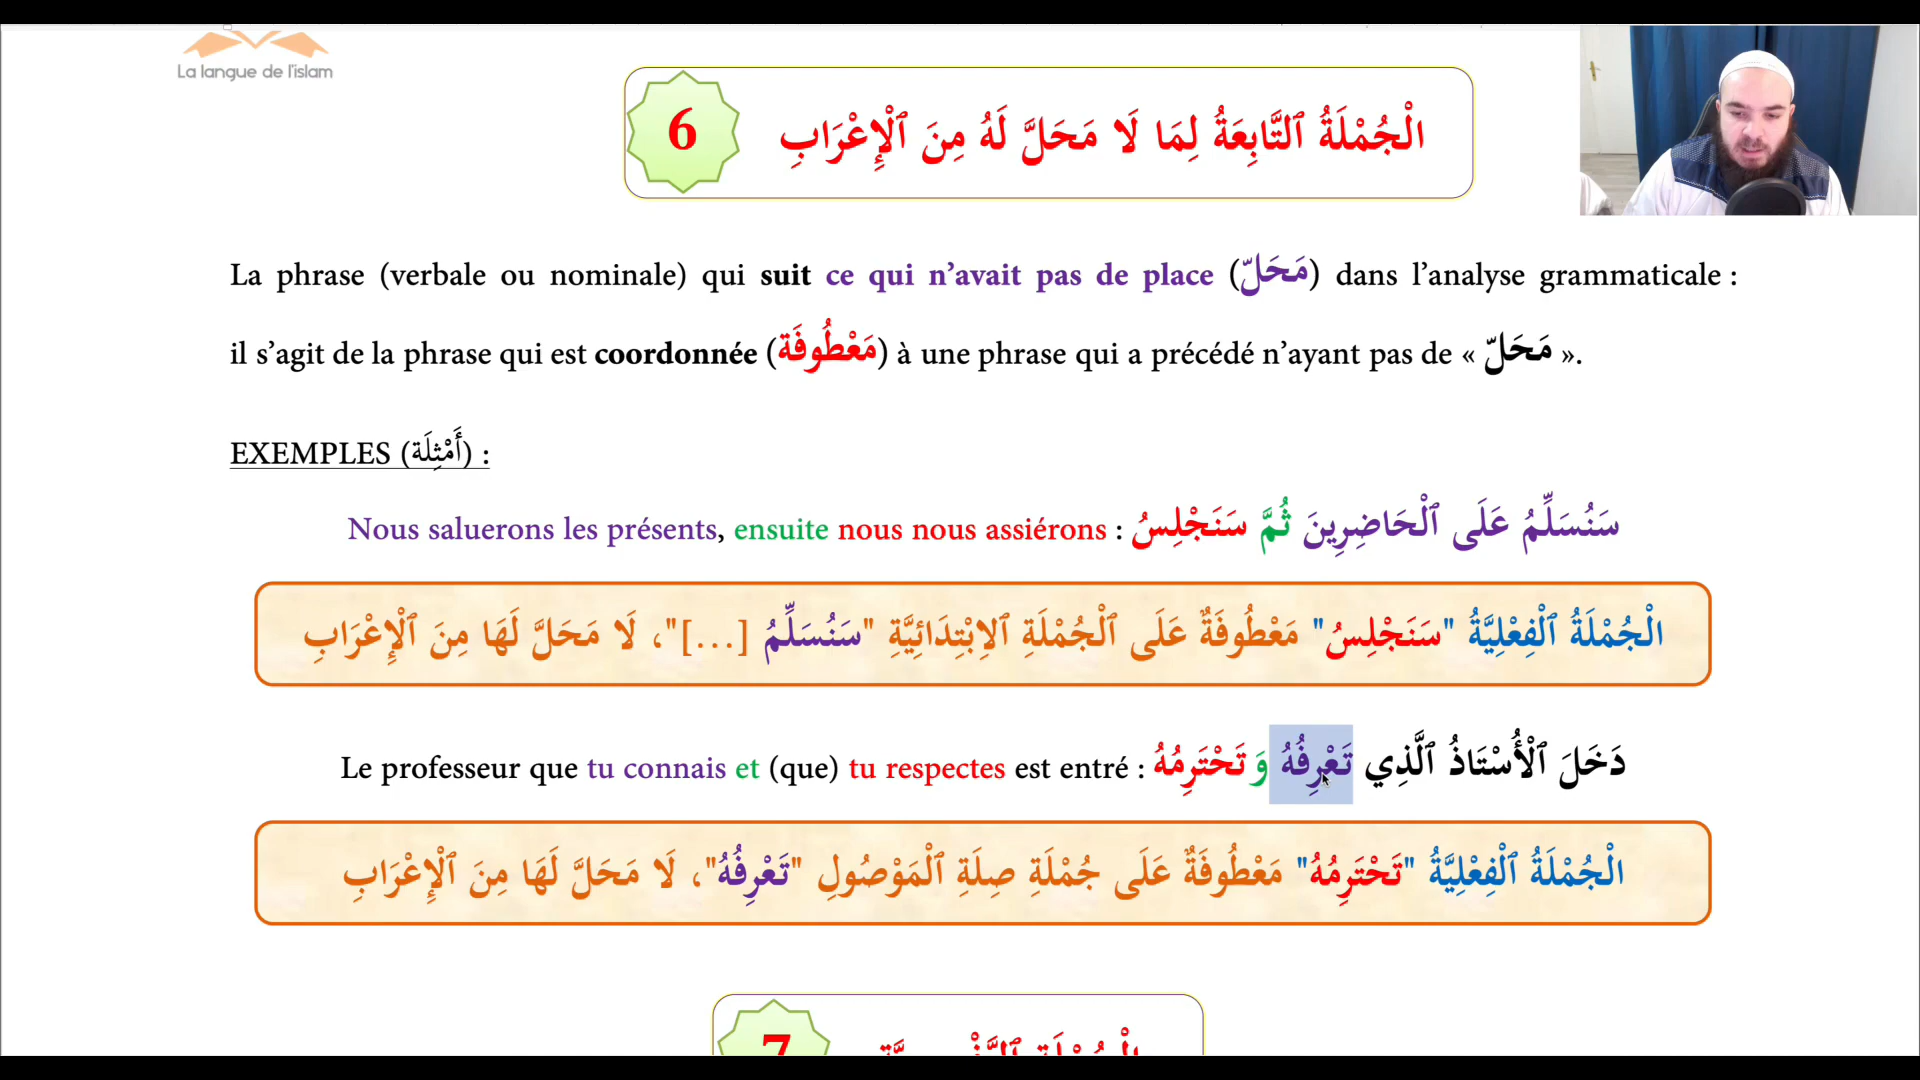 La langue de l'islam
6 الْجُمْلَةُ ٱلتَّابِعَةُ لِمَا لَا مَحَلَّ لَهُ مِنَ ٱلْإِعْرَابِ
La phrase (verbale ou nominale) qui suit ce qui n’avait pas de place (مَحَلّ) dans l’analyse grammaticale :
il s’agit de la phrase qui est coordonnée (مَعْطُوفَة) à une phrase qui a précédé n’ayant pas de « مَحَلّ ».
EXEMPLES (أَمْثِلَة) :
Nous saluerons les présents, ensuite nous nous assiérons : سَنُسَلِّمُ عَلَى ٱلْحَاضِرِينَ ثُمَّ سَنَجْلِسُ
الْجُمْلَةُ ٱلْفِعْلِيَّةُ "سَنَجْلِسُ" مَعْطُوفَةٌ عَلَى ٱلْجُمْلَةِ ٱلِابْتِدَائِيَّةِ "سَنُسَلِّمُ [...]"، لَا مَحَلَّ لَهَا مِنَ ٱلْإِعْرَابِ
Le professeur que tu connais et (que) tu respectes est entré : دَخَلَ ٱلْأُسْتَاذُ ٱلَّذِي تَعْرِفُهُ وَ تَحْتَرِمُهُ
الْجُمْلَةُ ٱلْفِعْلِيَّةُ "تَحْتَرِمُهُ" مَعْطُوفَةٌ عَلَى جُمْلَةِ صِلَةِ ٱلْمَوْصُولِ "تَعْرِفُهُ"، لَا مَحَلَّ لَهَا مِنَ ٱلْإِعْرَابِ
7